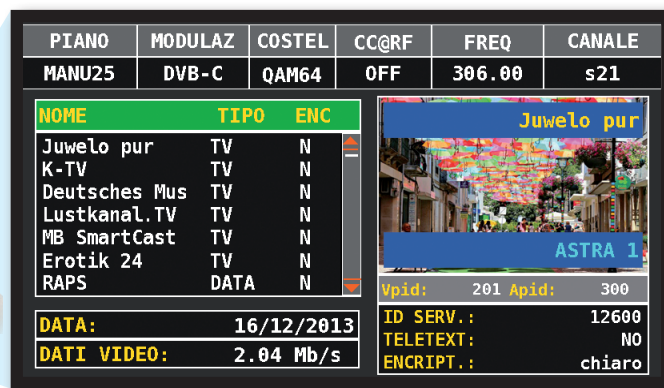 PIANO MODULAZ COSTEL CC@RF FREQ CANALE
MANU25 DVB-C QAM64 OFF 306.00 s21
NOME TIPO ENC
Juwelo pur TV N
K-TV TV N
Deutsches Mus TV N
Lustkanal.TV TV N
MB SmartCast TV N
Erotik 24 TV N
RAPS DATA N
DATA: 16/12/2013
DATI VIDEO: 2.04 Mb/s
Juwelo pur
ASTRA 1
Vpid: 201 Apid: 300
ID SERV.: 12600
TELETEXT: NO
ENCRIPT.: chiaro